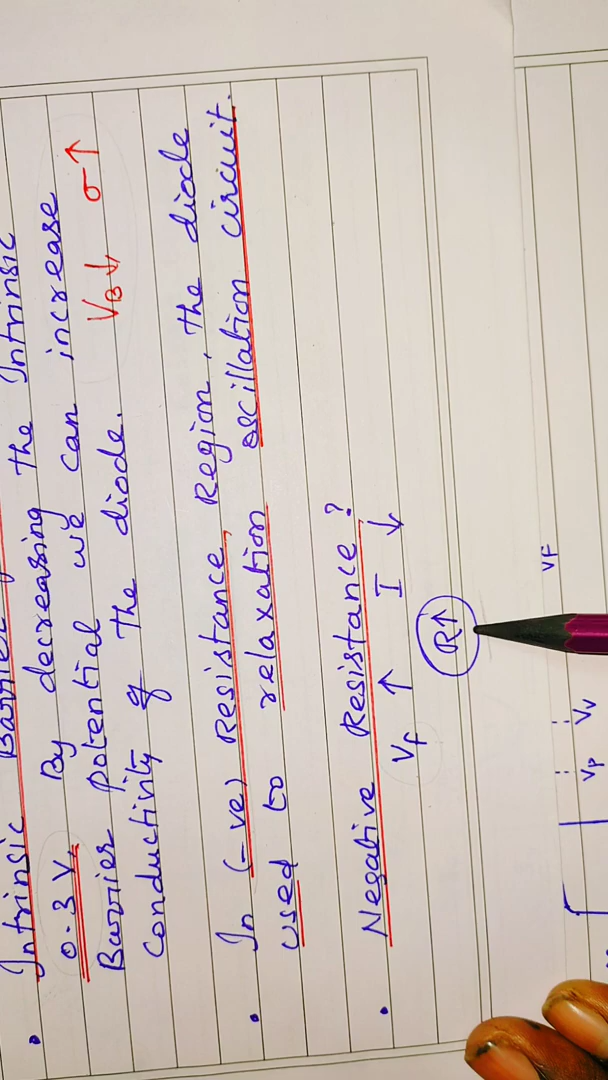 • Intrinsic Barrier the Intrinsic
0.3 V. By decreasing
Barrier potential we can increase
Conductivity of the diode. VB↓ σ↑
• In (-ve) Resistance, Region, the diode
used to relaxation oscillation circuit.
• Negative Resistance?
Vf ↑ I ↓
R↑
Vf
Vp Vv